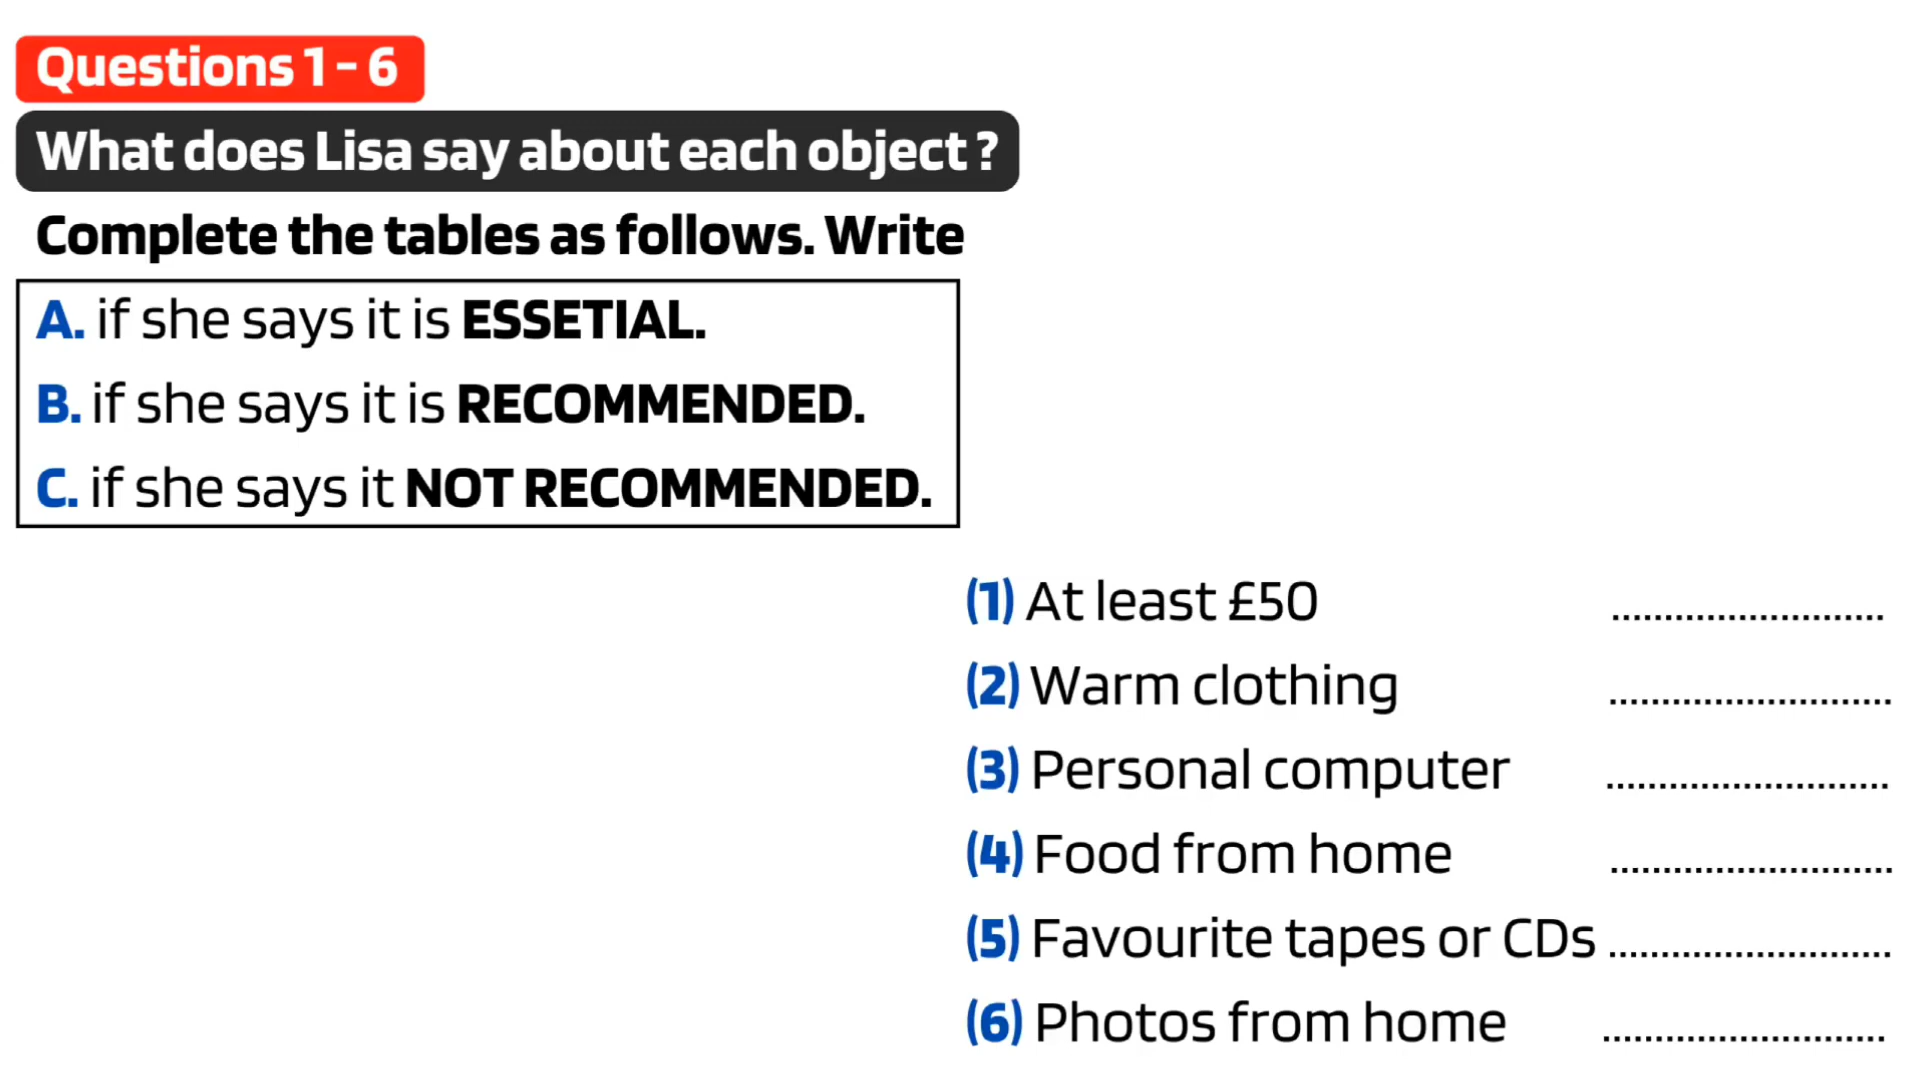 Questions 1 - 6
What does Lisa say about each object ?
Complete the tables as follows. Write
A. if she says it is ESSETIAL.
B. if she says it is RECOMMENDED.
C. if she says it NOT RECOMMENDED.
(1) At least £50 ..........................
(2) Warm clothing ...........................
(3) Personal computer ...........................
(4) Food from home ...........................
(5) Favourite tapes or CDs ...........................
(6) Photos from home ...........................